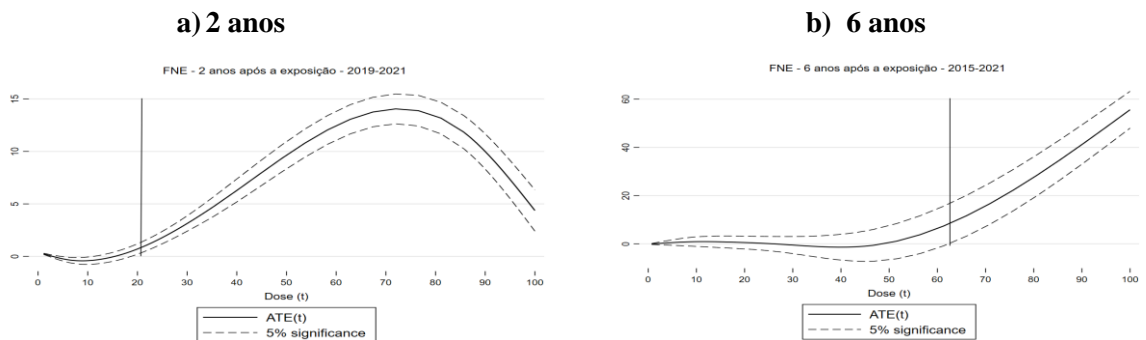 a) 2 anos
FNE - 2 anos após a exposição - 2019-2021
15
10
5
0
0 10 20 30 40 50 60 70 80 90 100
Dose (t)
ATE(t)
5% significance
b) 6 anos
FNE - 6 anos após a exposição - 2015-2021
60
40
20
0
0 10 20 30 40 50 60 70 80 90 100
Dose (t)
ATE(t)
5% significance